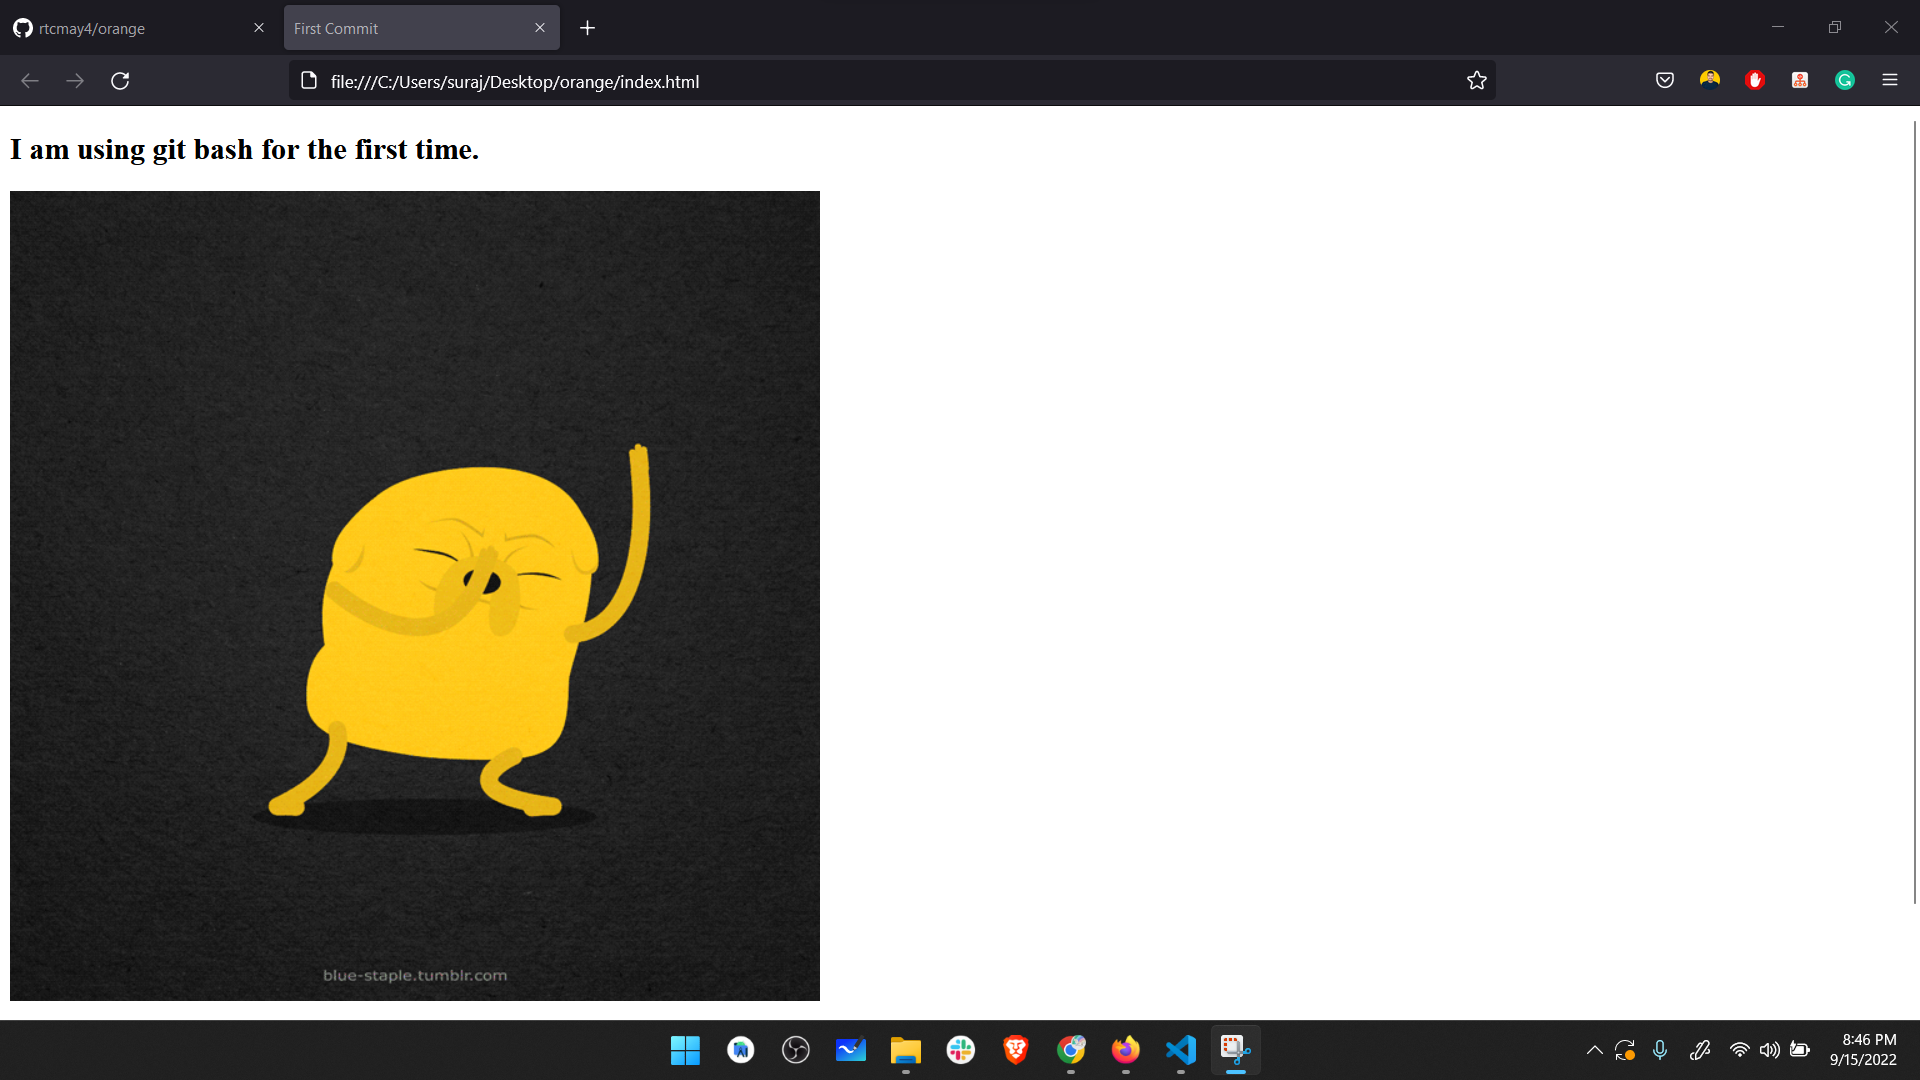 rtcmay4/orange
First Commit
file:///C:/Users/suraj/Desktop/orange/index.html
I am using git bash for the first time.
blue-staple.tumblr.com
8:46 PM
9/15/2022